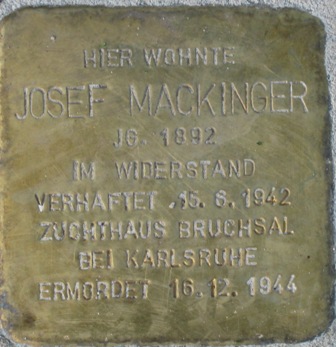 HIER WOHNTE
JOSEF MACKINGER
JG. 1892
IM WIDERSTAND
VERHAFTET 15.6.1942
ZUCHTHAUS BRUCHSAL
BEI KARLSRUHE
ERMORDET 16.12.1944